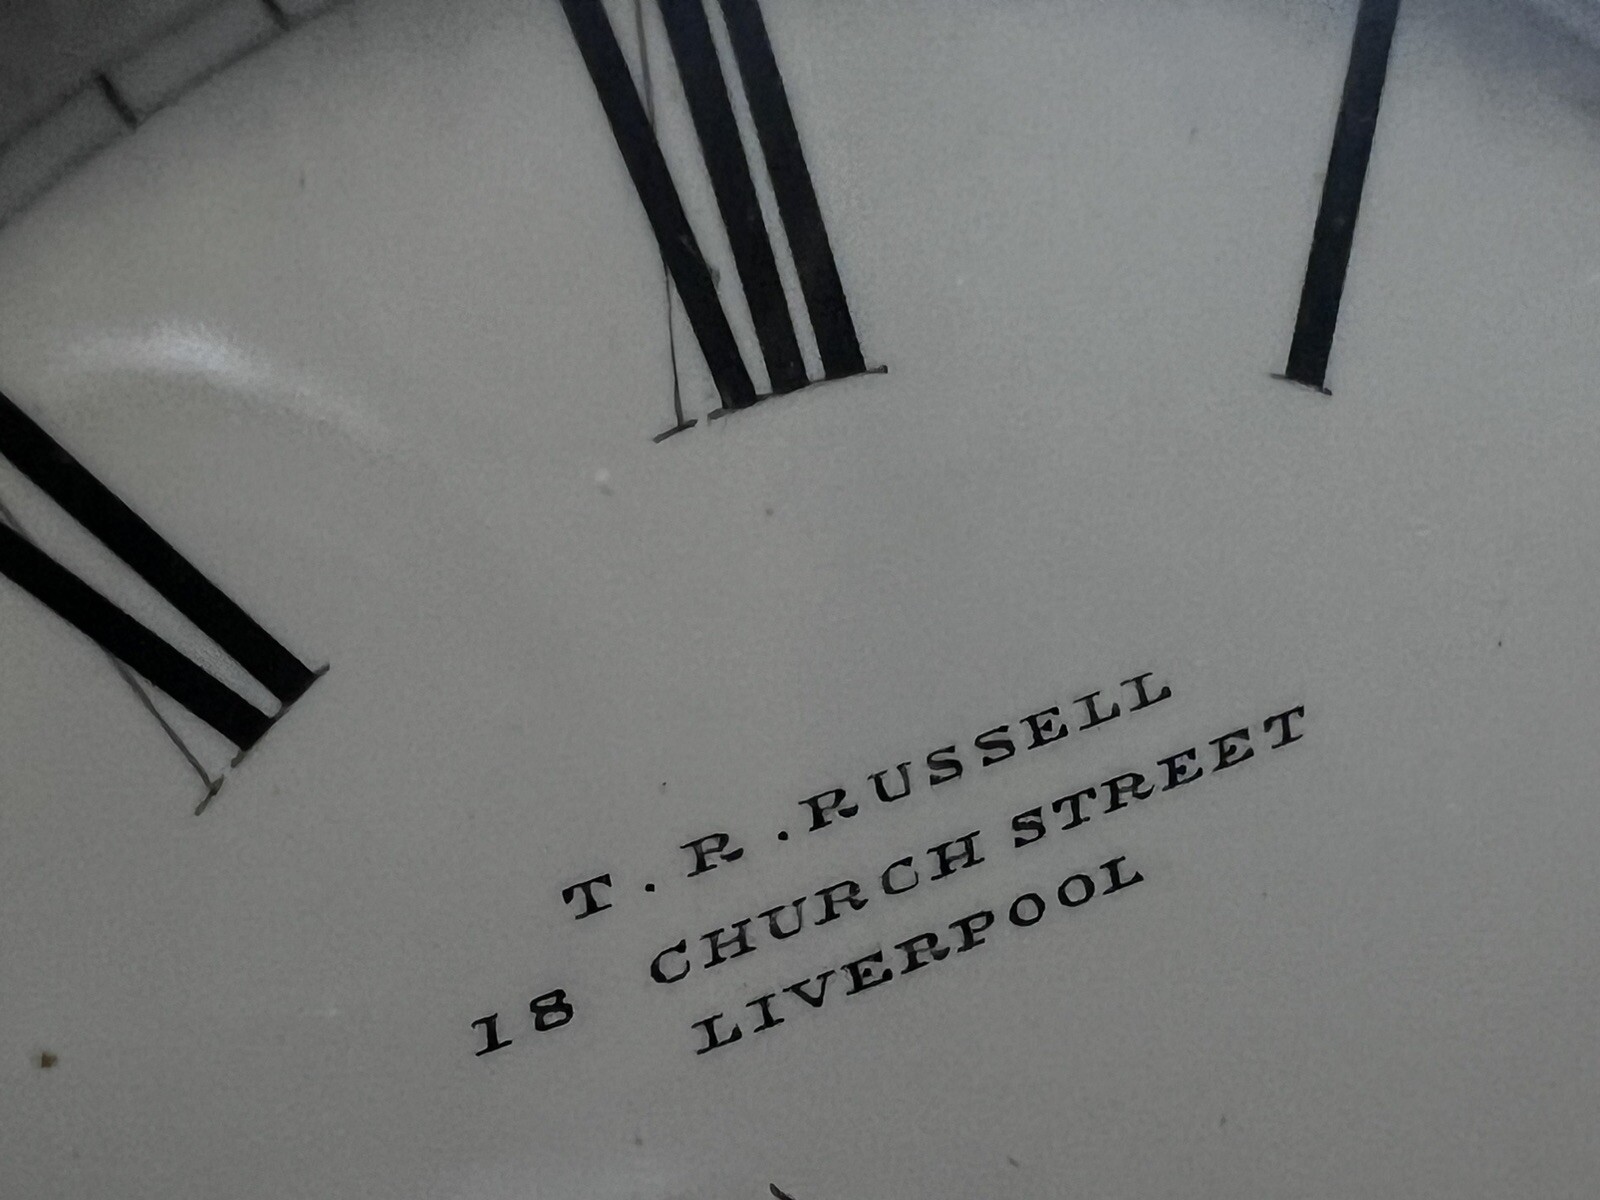 T. R. RUSSELL
18 CHURCH STREET
LIVERPOOL